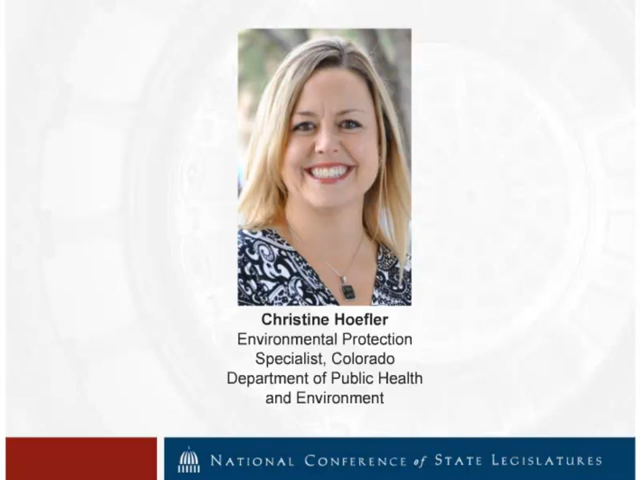 Christine Hoefler
Environmental Protection
Specialist, Colorado
Department of Public Health
and Environment
NATIONAL CONFERENCE of STATE LEGISLATURES